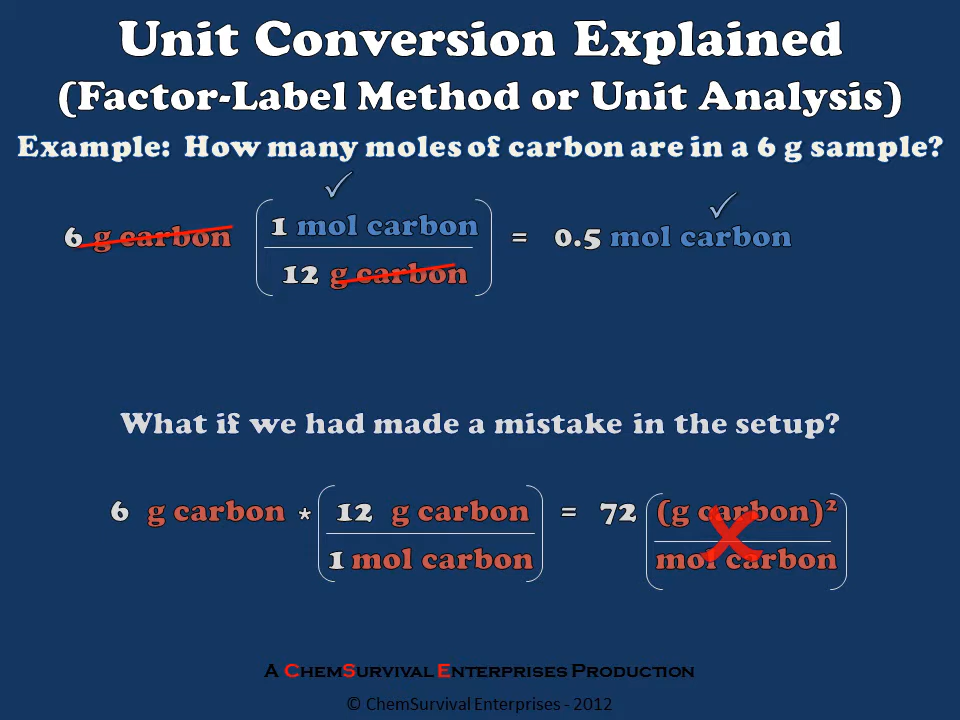 Unit Conversion Explained
(Factor-Label Method or Unit Analysis)
Example: How many moles of carbon are in a 6 g sample?
✓
1 mol carbon
✓
6 g carbon = 0.5 mol carbon
12 g carbon
What if we had made a mistake in the setup?
6 g carbon * 12 g carbon = 72 (g carbon)²
1 mol carbon mol carbon
A ChemSurvival Enterprises Production
© ChemSurvival Enterprises - 2012